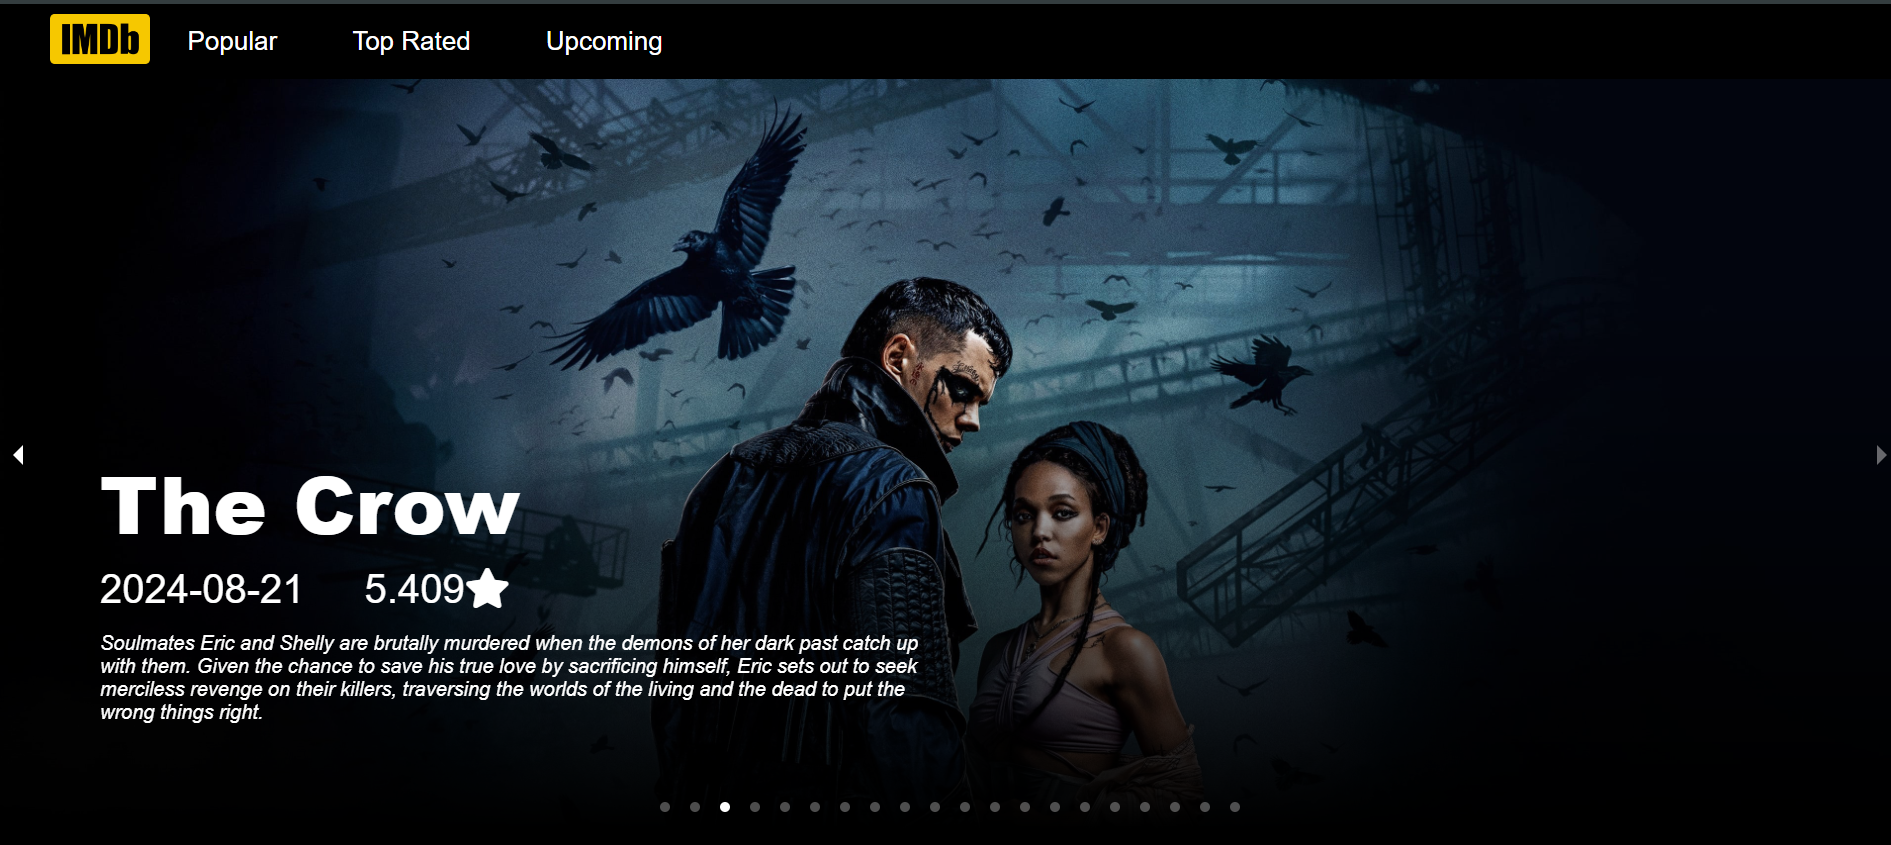 IMDb Popular Top Rated Upcoming
The Crow
2024-08-21 5.409
Soulmates Eric and Shelly are brutally murdered when the demons of her dark past catch up
with them. Given the chance to save his true love by sacrificing himself, Eric sets out to seek
merciless revenge on their killers, traversing the worlds of the living and the dead to put the
wrong things right.